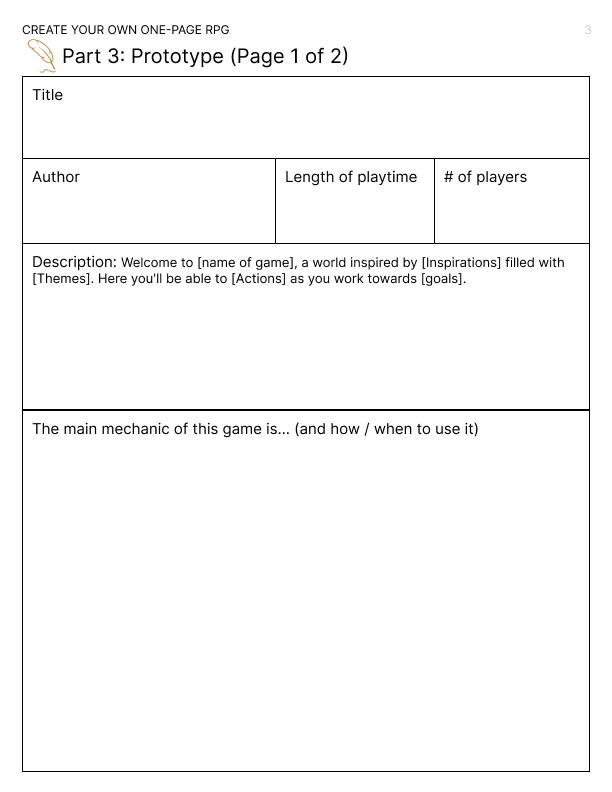 CREATE YOUR OWN ONE-PAGE RPG
3
Part 3: Prototype (Page 1 of 2)
Title
Author
Length of playtime
# of players
Description: Welcome to [name of game], a world inspired by [Inspirations] filled with
[Themes]. Here you'll be able to [Actions] as you work towards [goals].
The main mechanic of this game is... (and how / when to use it)